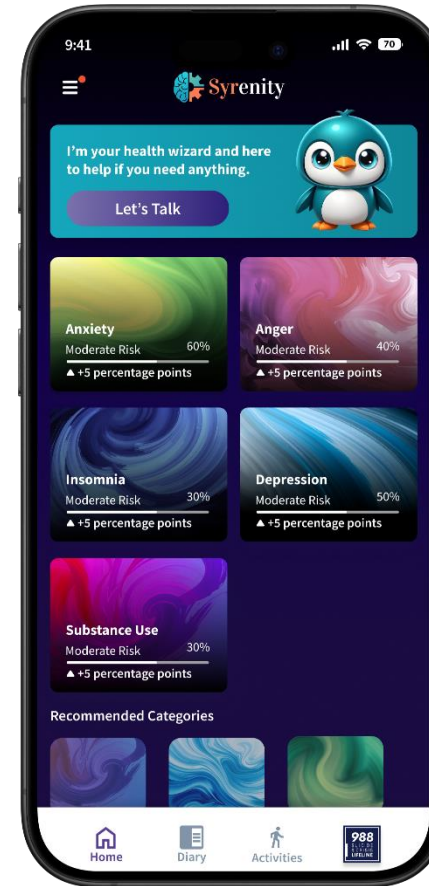 9:41
70
Syrenity
I'm your health wizard and here
to help if you need anything.
Let's Talk
Anxiety
Moderate Risk 60%
▲ +5 percentage points
Anger
Moderate Risk 40%
▲ +5 percentage points
Insomnia
Moderate Risk 30%
▲ +5 percentage points
Depression
Moderate Risk 50%
▲ +5 percentage points
Substance Use
Moderate Risk 30%
▲ +5 percentage points
Recommended Categories
Home
Diary
Activities
988
LIFELINE